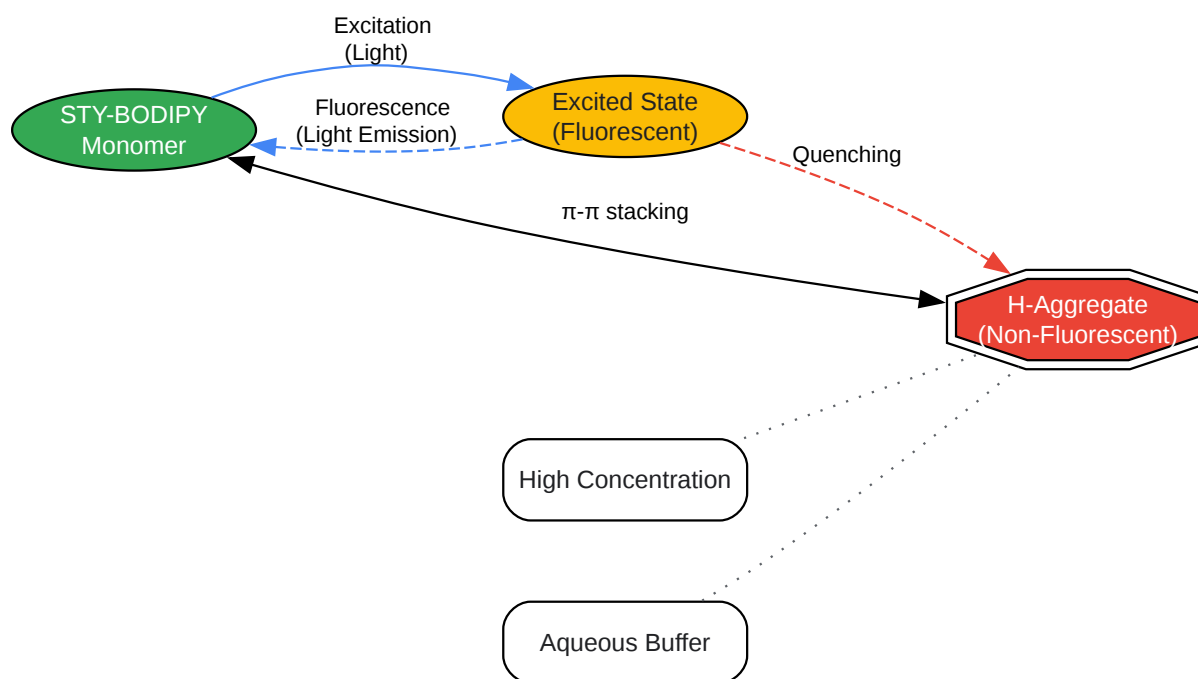 Excitation
(Light)
STY-BODIPY
Monomer
Fluorescence
(Light Emission)
Excited State
(Fluorescent)
Quenching
π-π stacking
H-Aggregate
(Non-Fluorescent)
High Concentration
Aqueous Buffer